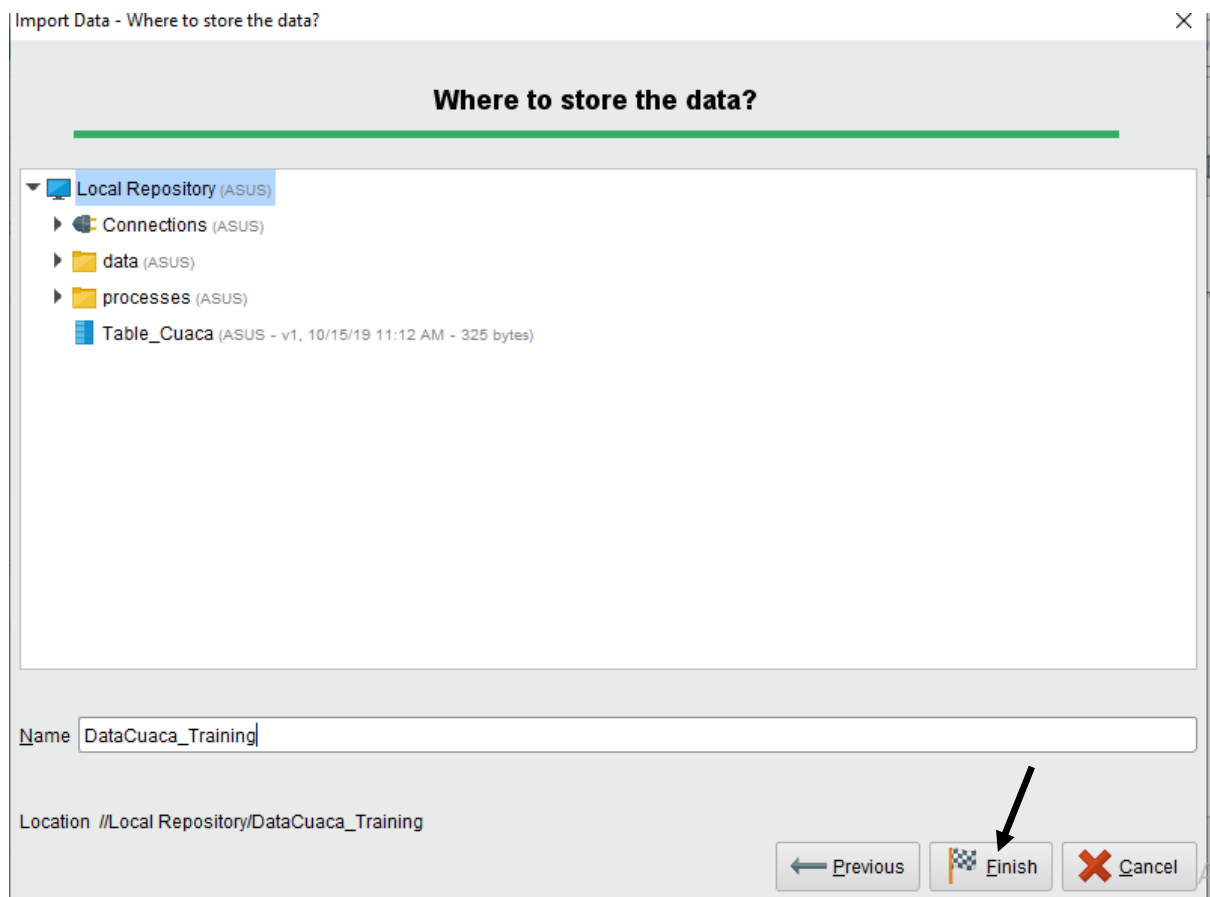 Import Data - Where to store the data?
Where to store the data?
Local Repository (ASUS)
Connections (ASUS)
data (ASUS)
processes (ASUS)
Table_Cuaca (ASUS - v1, 10/15/19 11:12 AM - 325 bytes)
Name DataCuaca_Training
Location //Local Repository/DataCuaca_Training
Previous Finish Cancel